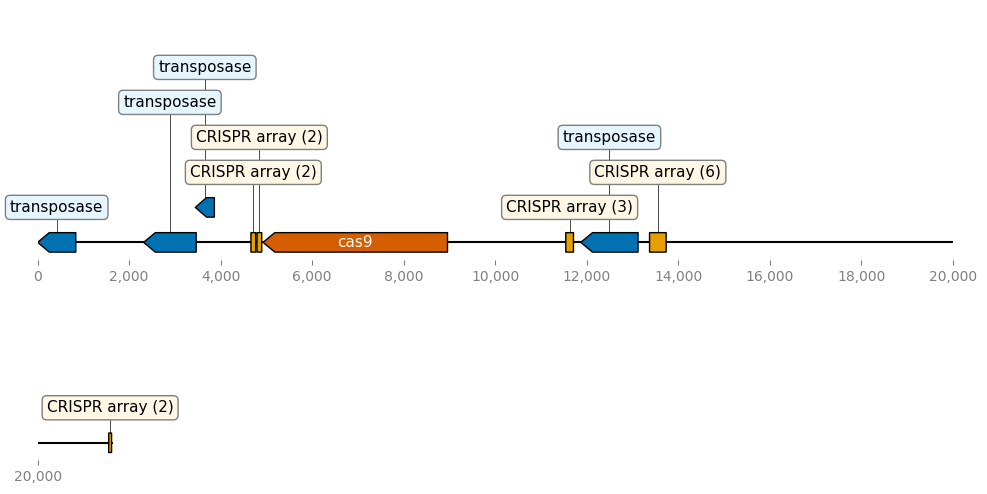 transposase
transposase
CRISPR array (2)
transposase
CRISPR array (2)
CRISPR array (6)
transposase
CRISPR array (3)
cas9
0 2,000 4,000 6,000 8,000 10,000 12,000 14,000 16,000 18,000 20,000
CRISPR array (2)
20,000